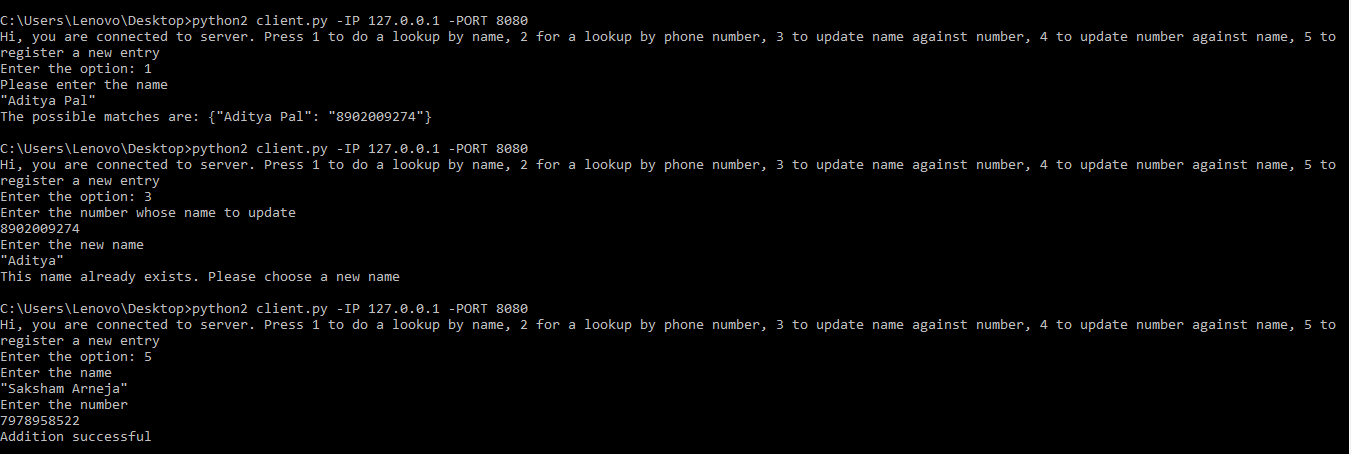 C:\Users\Lenovo\Desktop>python2 client.py -IP 127.0.0.1 -PORT 8080
Hi, you are connected to server. Press 1 to do a lookup by name, 2 for a lookup by phone number, 3 to update name against number, 4 to update number against name, 5 to
register a new entry
Enter the option: 1
Please enter the name
"Aditya Pal"
The possible matches are: {"Aditya Pal": "8902009274"}
C:\Users\Lenovo\Desktop>python2 client.py -IP 127.0.0.1 -PORT 8080
Hi, you are connected to server. Press 1 to do a lookup by name, 2 for a lookup by phone number, 3 to update name against number, 4 to update number against name, 5 to
register a new entry
Enter the option: 3
Enter the number whose name to update
8902009274
Enter the new name
"Aditya"
This name already exists. Please choose a new name
C:\Users\Lenovo\Desktop>python2 client.py -IP 127.0.0.1 -PORT 8080
Hi, you are connected to server. Press 1 to do a lookup by name, 2 for a lookup by phone number, 3 to update name against number, 4 to update number against name, 5 to
register a new entry
Enter the option: 5
Enter the name
"Saksham Arneja"
Enter the number
7978958522
Addition successful